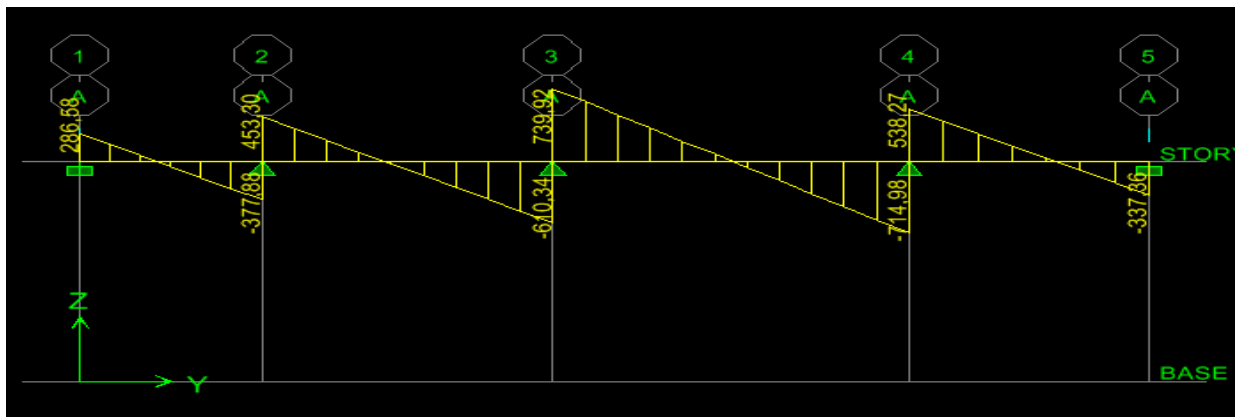 1 2 3 4 5
A A A A A
286,58 453,30 739,92 538,27
STORY
-377,88 -610,34 -714,98 -337,36
Z
Y
BASE